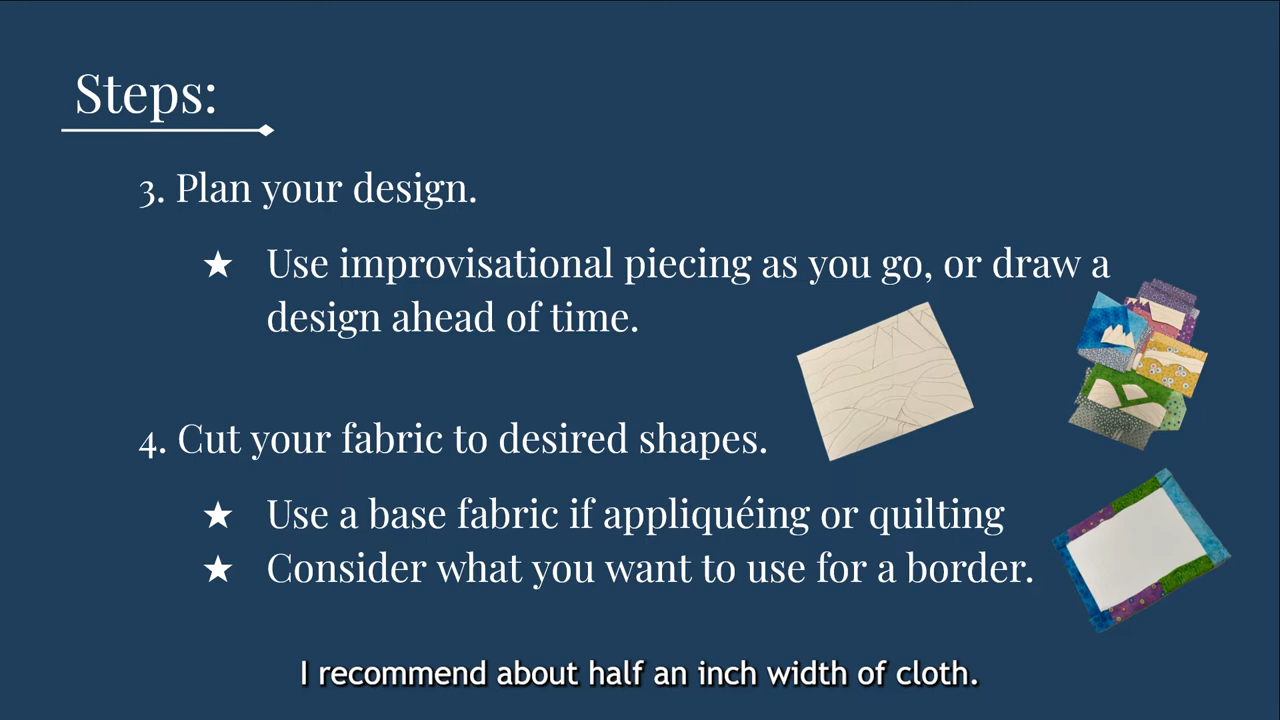 Steps:
3. Plan your design.
★ Use improvisational piecing as you go, or draw a
design ahead of time.
4. Cut your fabric to desired shapes.
★ Use a base fabric if appliquéing or quilting
★ Consider what you want to use for a border.
I recommend about half an inch width of cloth.